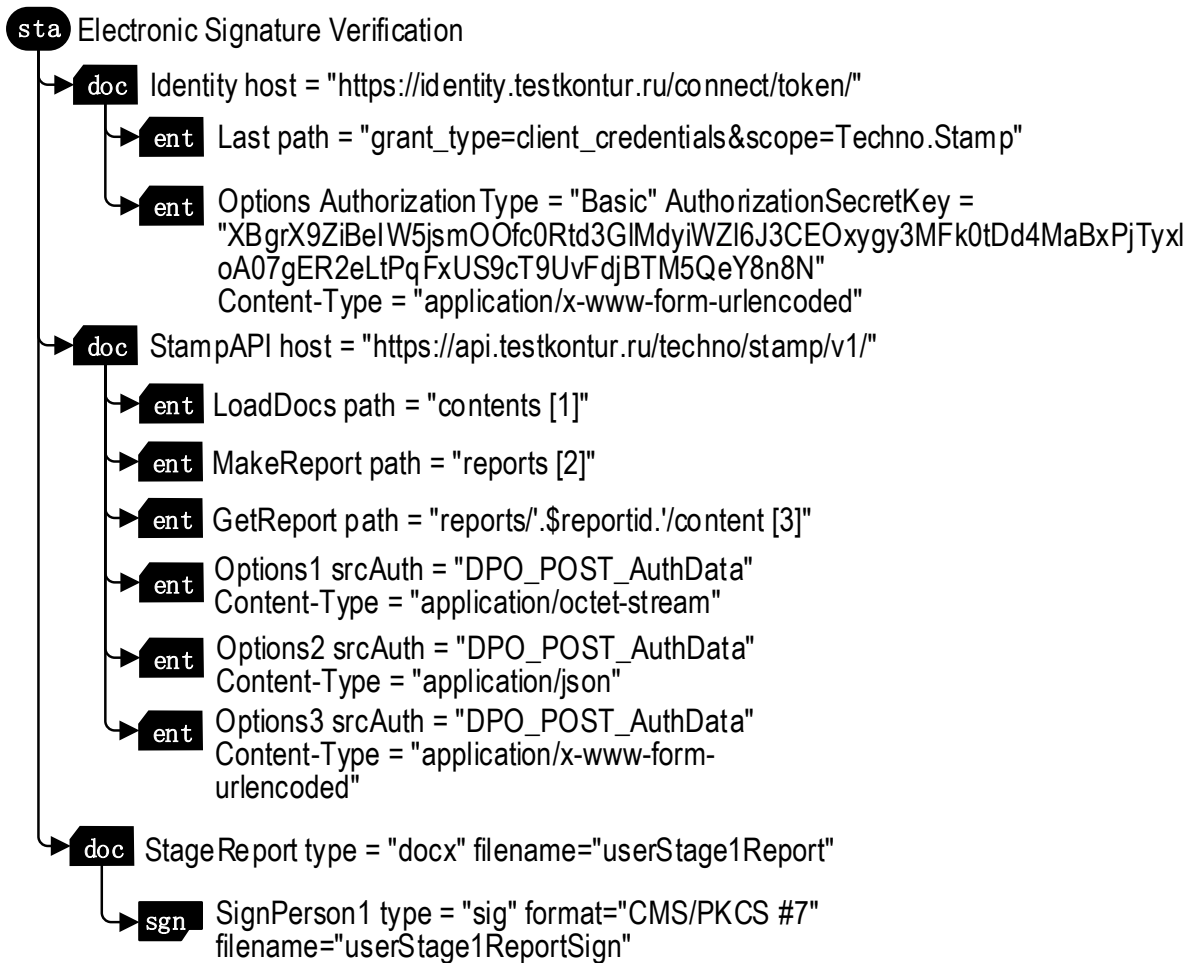 sta Electronic Signature Verification
doc Identity host = "https://identity.testkontur.ru/connect/token/"
ent Last path = "grant_type=client_credentials&scope=Techno.Stamp"
ent Options AuthorizationType = "Basic" AuthorizationSecretKey =
"XBgrX9ZiBeIW5jsmOOfc0Rtd3GlMdyiWZl6J3CEOxygy3MFk0tDd4MaBxPjTyxl
oA07gER2eLtPqFxUS9cT9UvFdjBTM5QeY8n8N"
Content-Type = "application/x-www-form-urlencoded"
doc StampAPI host = "https://api.testkontur.ru/techno/stamp/v1/"
ent LoadDocs path = "contents [1]"
ent MakeReport path = "reports [2]"
ent GetReport path = "reports/'.$reportid.'/content [3]"
ent Options1 srcAuth = "DPO_POST_AuthData"
Content-Type = "application/octet-stream"
ent Options2 srcAuth = "DPO_POST_AuthData"
Content-Type = "application/json"
ent Options3 srcAuth = "DPO_POST_AuthData"
Content-Type = "application/x-www-form-
urlencoded"
doc StageReport type = "docx" filename="userStage1Report"
sgn SignPerson1 type = "sig" format="CMS/PKCS #7"
filename="userStage1ReportSign"